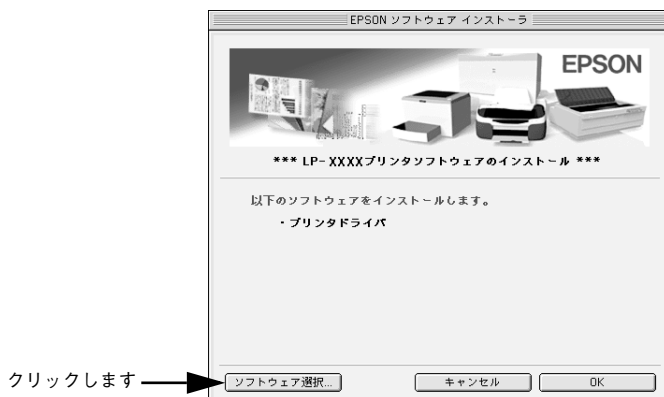 EPSON ソフトウェア インストーラ
EPSON
*** LP-XXXXプリンタソフトウェアのインストール ***
以下のソフトウェアをインストールします。
・プリンタドライバ
クリックします
ソフトウェア選択...
キャンセル
OK